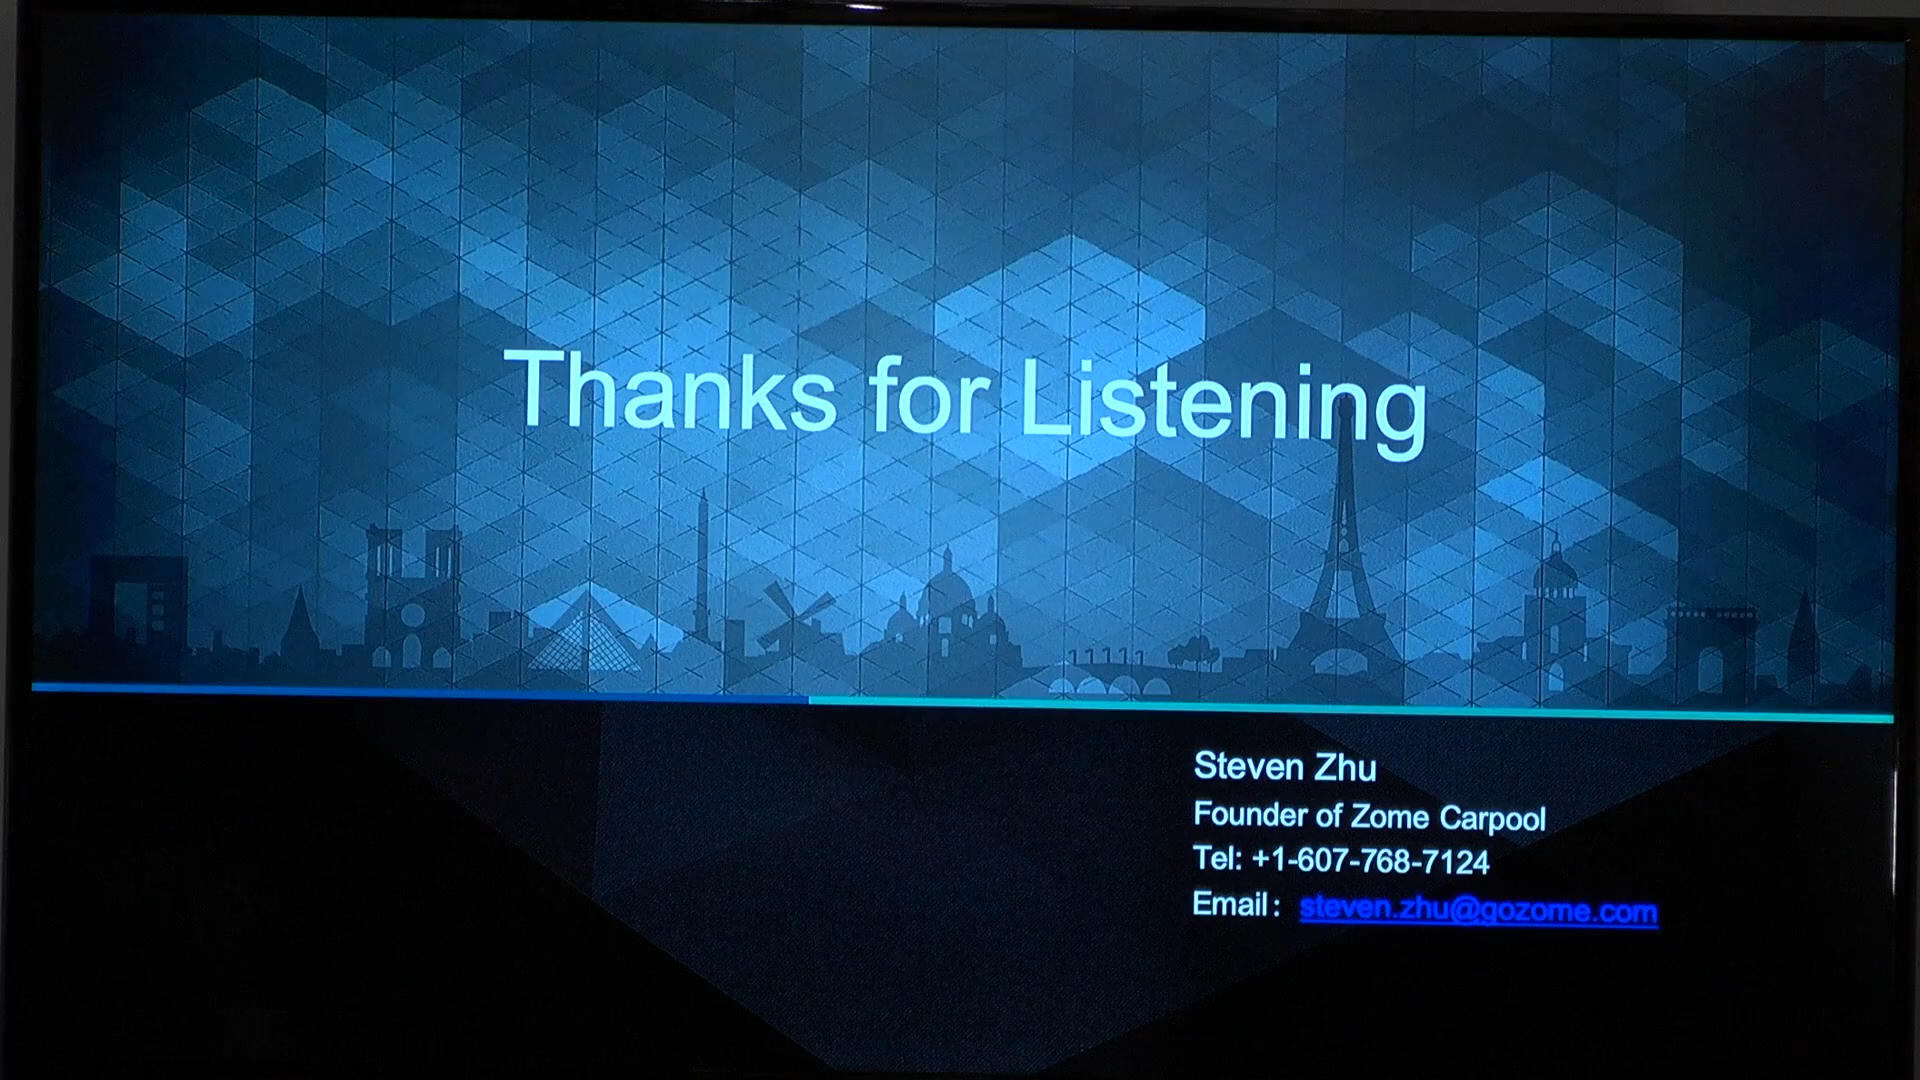 Thanks for Listening
Steven Zhu
Founder of Zome Carpool
Tel: +1-607-768-7124
Email: steven.zhu@gozome.com